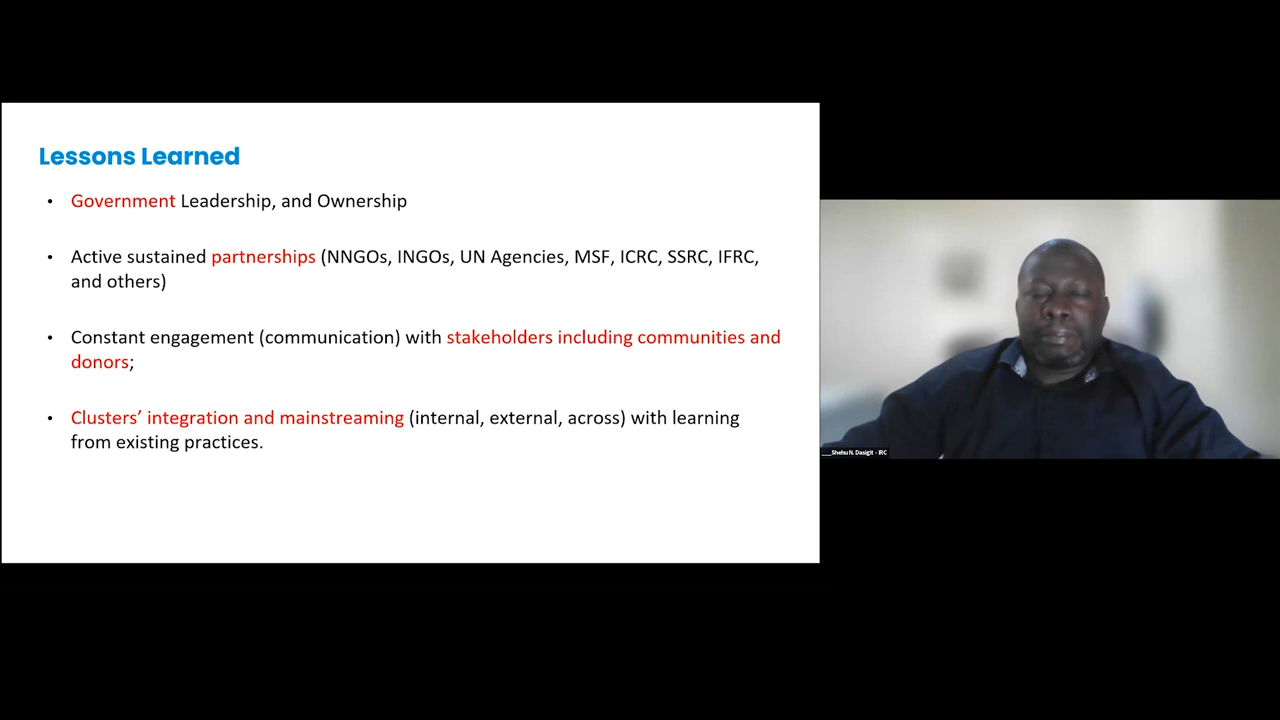 Lessons Learned
• Government Leadership, and Ownership
• Active sustained partnerships (NNGOs, INGOs, UN Agencies, MSF, ICRC, SSRC, IFRC,
and others)
• Constant engagement (communication) with stakeholders including communities and
donors;
• Clusters’ integration and mainstreaming (internal, external, across) with learning
from existing practices.
___Shehu N. Dasigit - IRC